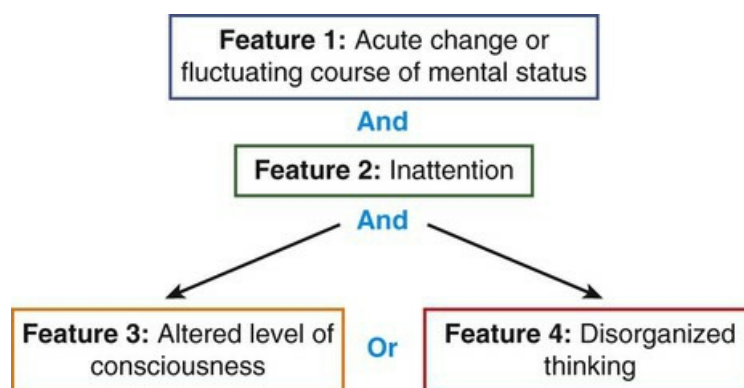 Feature 1: Acute change or
fluctuating course of mental status
And
Feature 2: Inattention
And
Feature 3: Altered level of
consciousness
Or
Feature 4: Disorganized
thinking